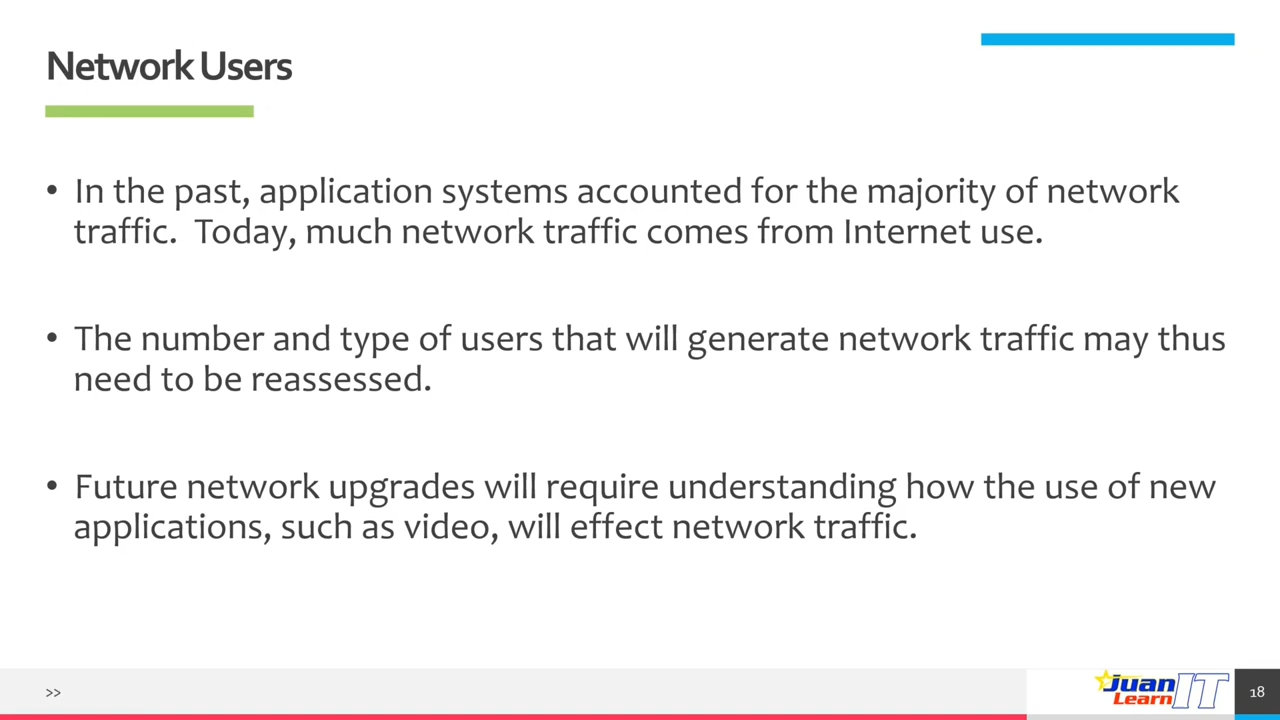 Network Users
• In the past, application systems accounted for the majority of network
traffic.  Today, much network traffic comes from Internet use.
• The number and type of users that will generate network traffic may thus
need to be reassessed.
• Future network upgrades will require understanding how the use of new
applications, such as video, will effect network traffic.
>>
Juan
Learn IT
18